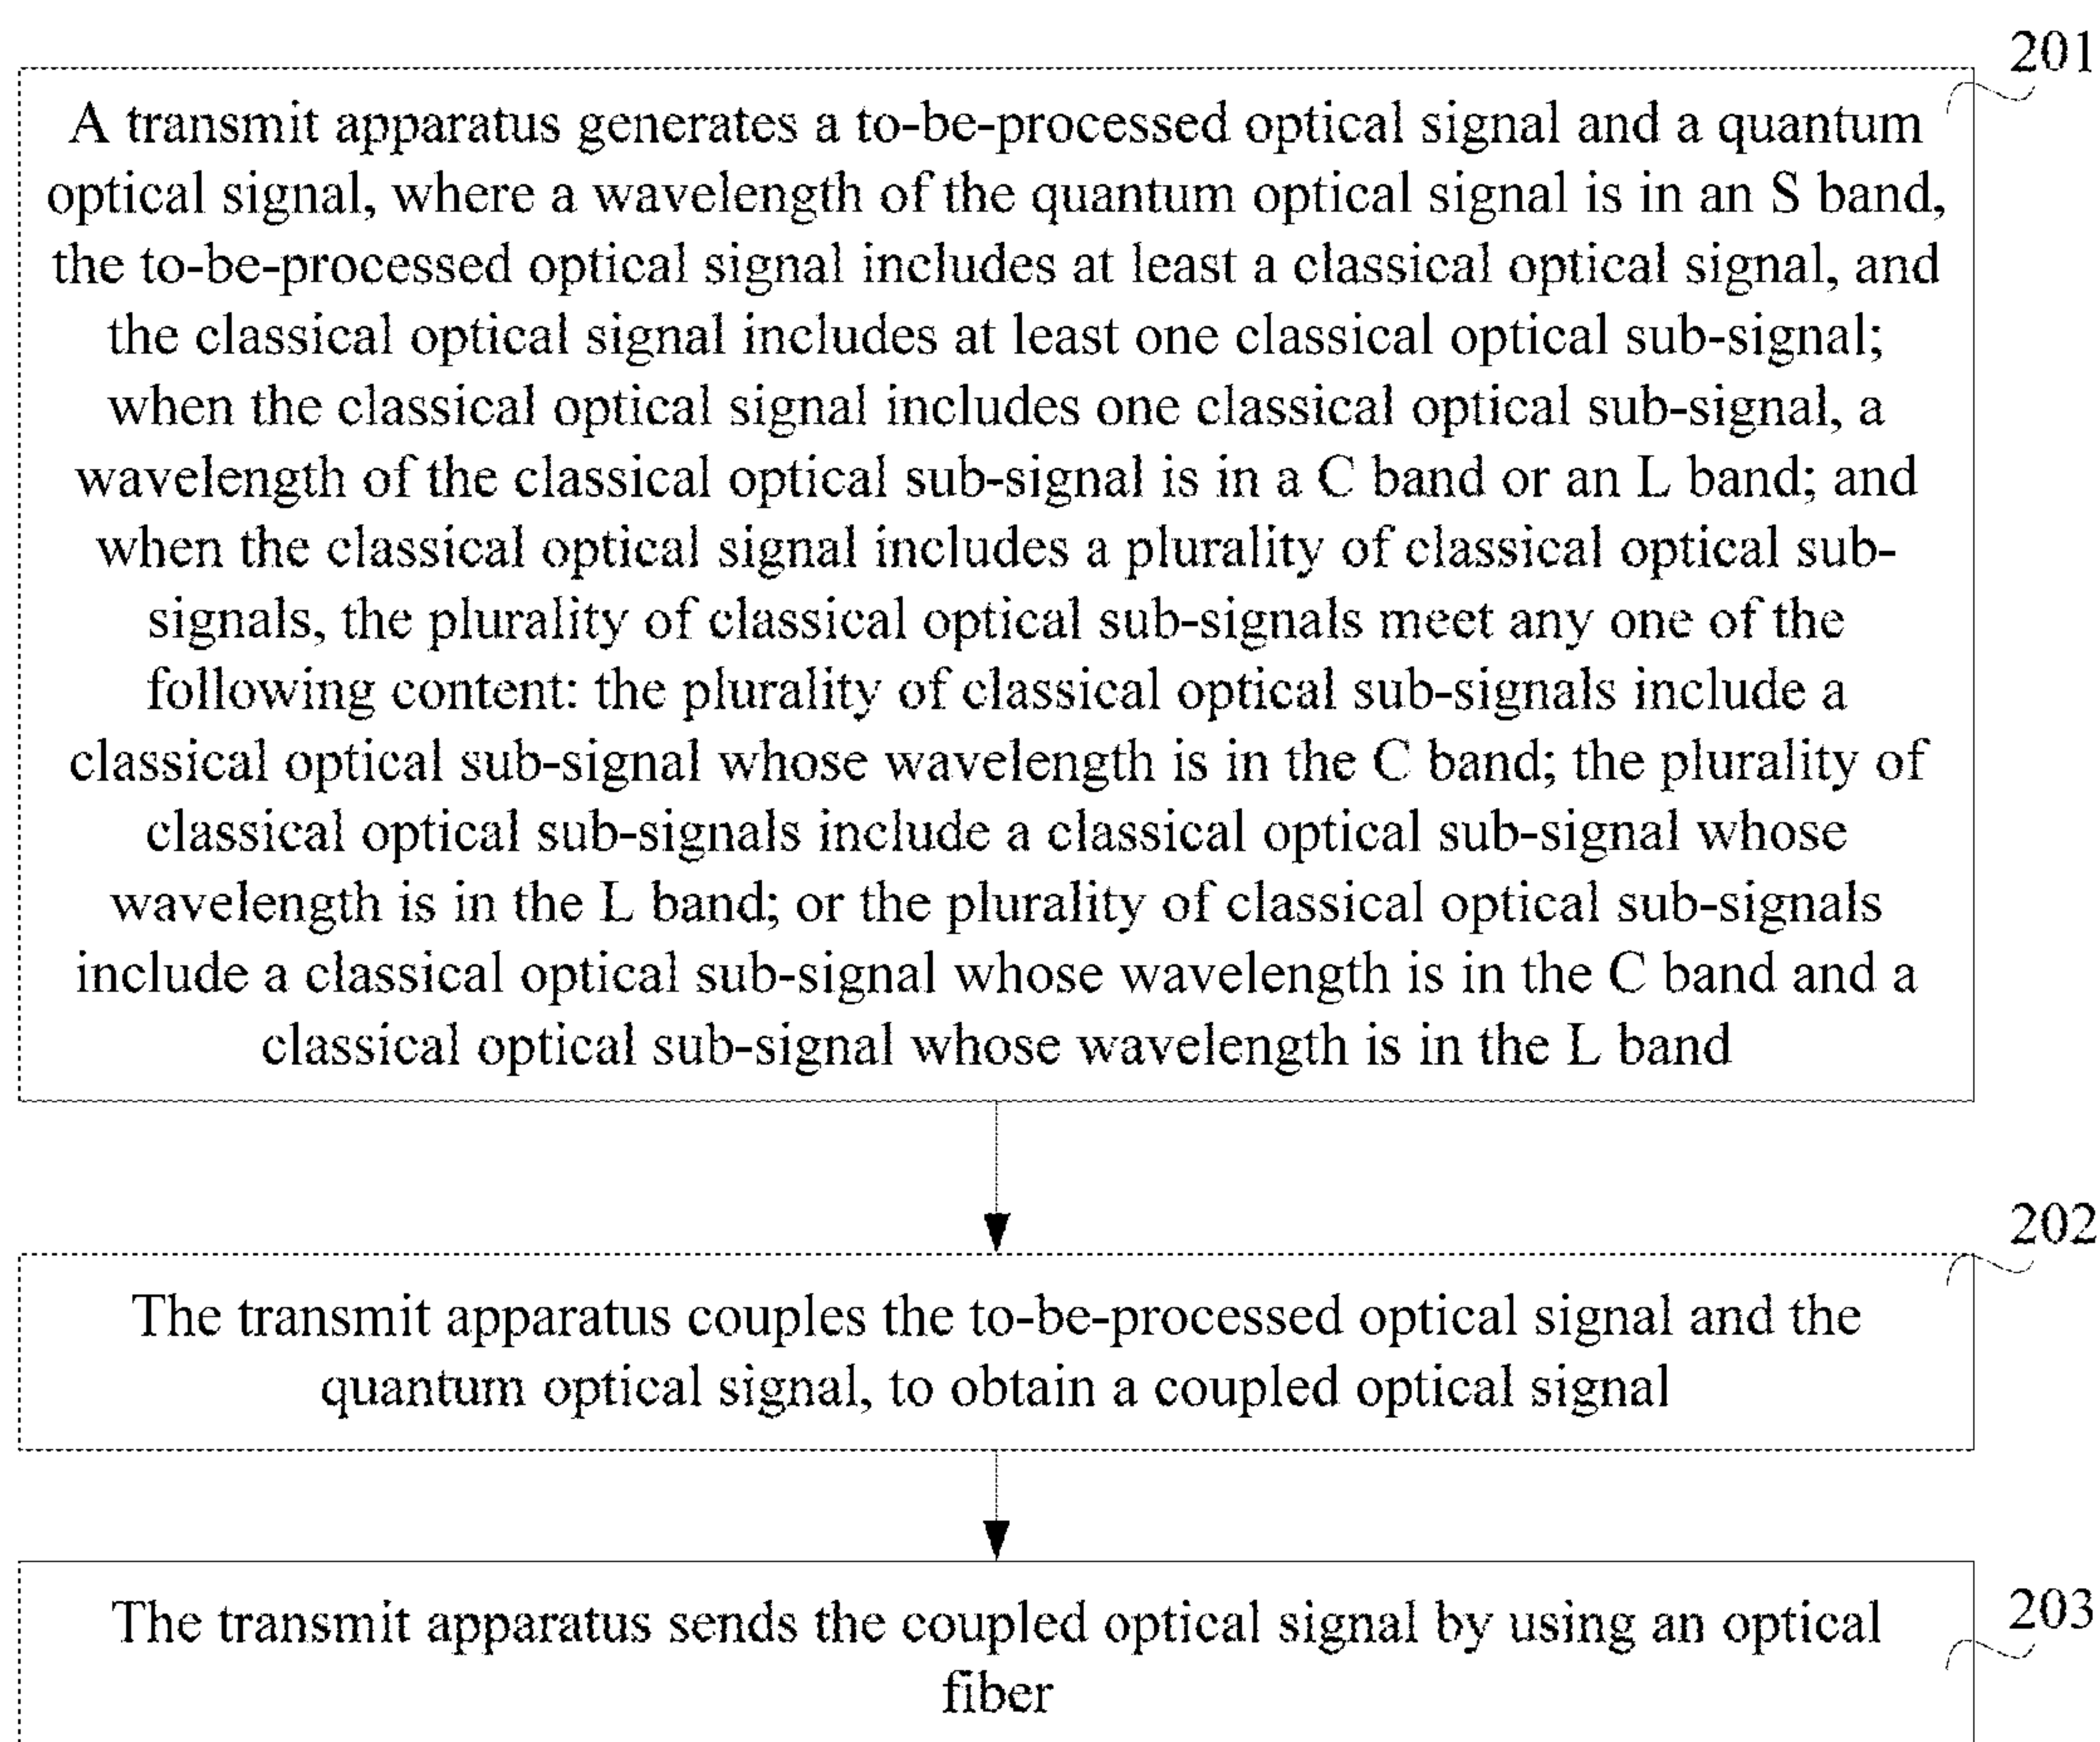 201
A transmit apparatus generates a to-be-processed optical signal and a quantum
optical signal, where a wavelength of the quantum optical signal is in an S band,
the to-be-processed optical signal includes at least a classical optical signal, and
the classical optical signal includes at least one classical optical sub-signal;
when the classical optical signal includes one classical optical sub-signal, a
wavelength of the classical optical sub-signal is in a C band or an L band; and
when the classical optical signal includes a plurality of classical optical sub-
signals, the plurality of classical optical sub-signals meet any one of the
following content: the plurality of classical optical sub-signals include a
classical optical sub-signal whose wavelength is in the C band; the plurality of
classical optical sub-signals include a classical optical sub-signal whose
wavelength is in the L band; or the plurality of classical optical sub-signals
include a classical optical sub-signal whose wavelength is in the C band and a
classical optical sub-signal whose wavelength is in the L band
202
The transmit apparatus couples the to-be-processed optical signal and the
quantum optical signal, to obtain a coupled optical signal
203
The transmit apparatus sends the coupled optical signal by using an optical
fiber